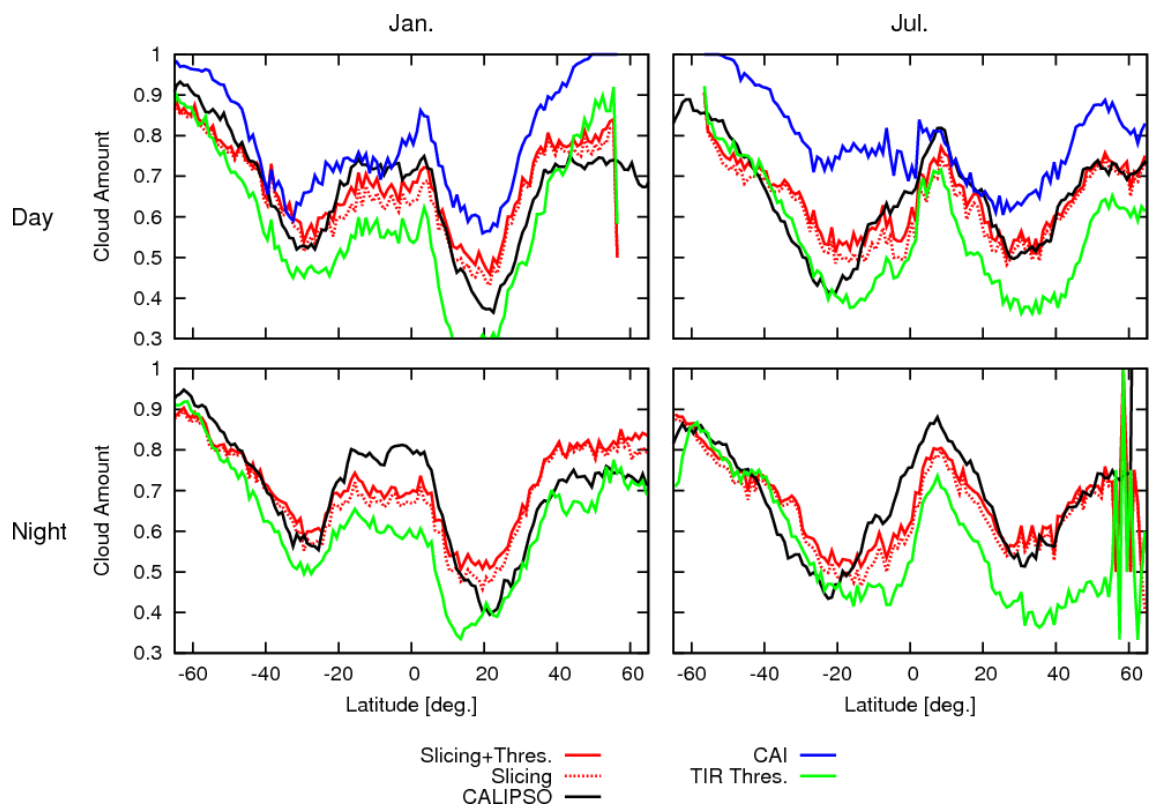 Jan. Jul.
Day
Cloud Amount
1
0.9
0.8
0.7
0.6
0.5
0.4
0.3
Night
Cloud Amount
1
0.9
0.8
0.7
0.6
0.5
0.4
0.3
-60 -40 -20 0 20 40 60 -60 -40 -20 0 20 40 60
Latitude [deg.] Latitude [deg.]
Slicing+Thres. CAI
Slicing TIR Thres.
CALIPSO